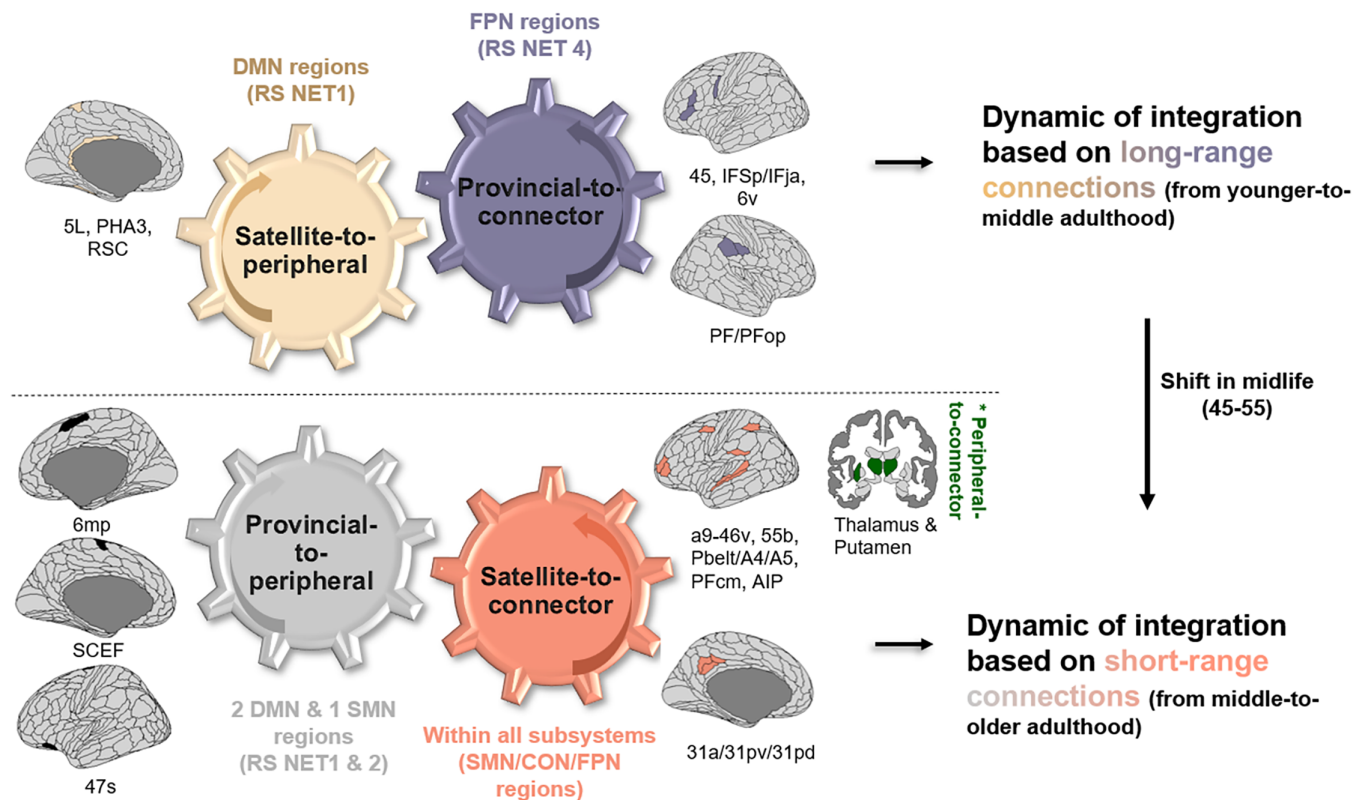 FPN regions
(RS NET 4)
DMN regions
(RS NET1)
5L, PHA3,
RSC
Satellite-to-
peripheral
Provincial-to-
connector
45, IFSp/IFja,
6v
PF/PFop
Dynamic of integration
based on long-range
connections (from younger-to-
middle adulthood)
Shift in midlife
(45-55)
6mp
SCEF
47s
Provincial-
to-
peripheral
2 DMN & 1 SMN
regions
(RS NET1 & 2)
Satellite-to-
connector
Within all subsystems
(SMN/CON/FPN
regions)
a9-46v, 55b,
Pbelt/A4/A5,
PFcm, AIP
31a/31pv/31pd
* Peripheral-
to-connector
Thalamus &
Putamen
Dynamic of integration
based on short-range
connections (from middle-to-
older adulthood)